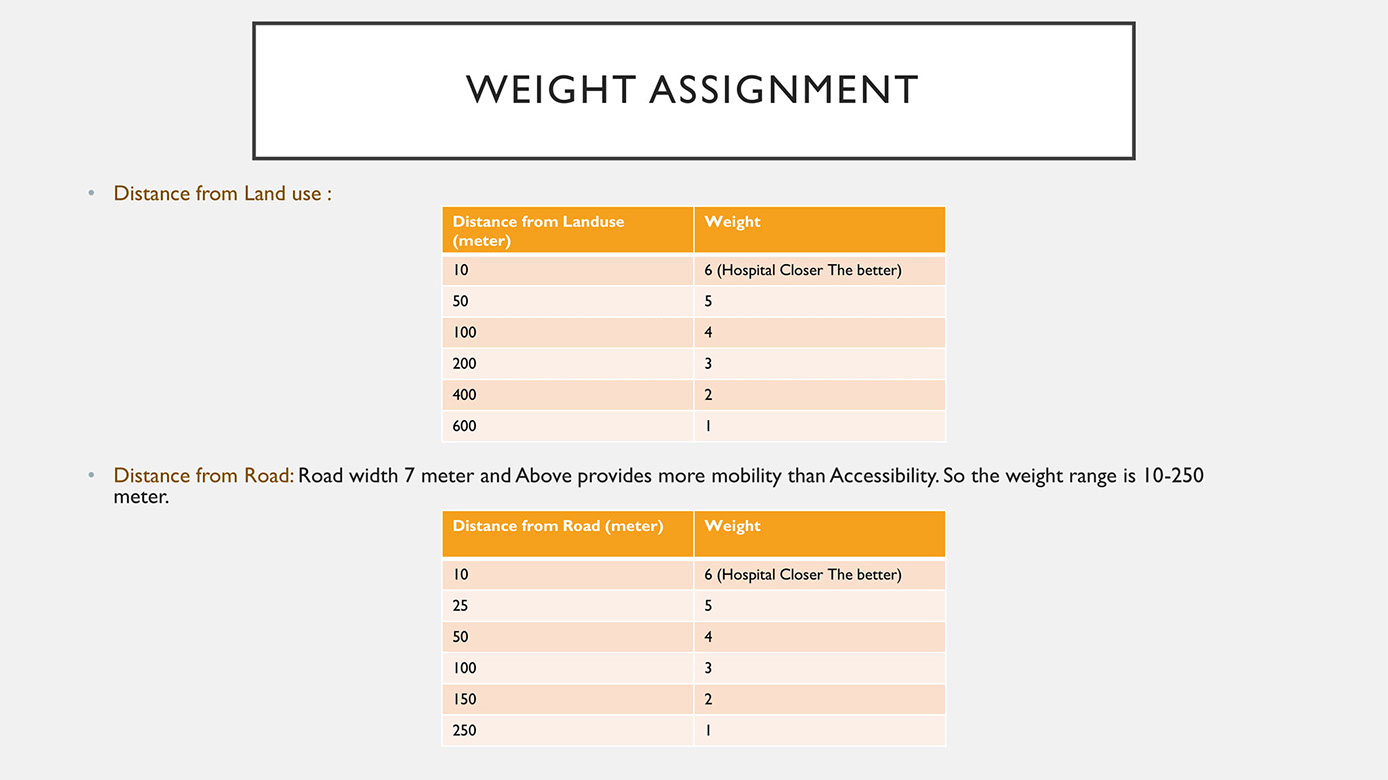 WEIGHT ASSIGNMENT
• Distance from Land use :
Distance from Landuse (meter) Weight
10 6 (Hospital Closer The better)
50 5
100 4
200 3
400 2
600 1
• Distance from Road: Road width 7 meter and Above provides more mobility than Accessibility. So the weight range is 10-250
meter.
Distance from Road (meter) Weight
10 6 (Hospital Closer The better)
25 5
50 4
100 3
150 2
250 1